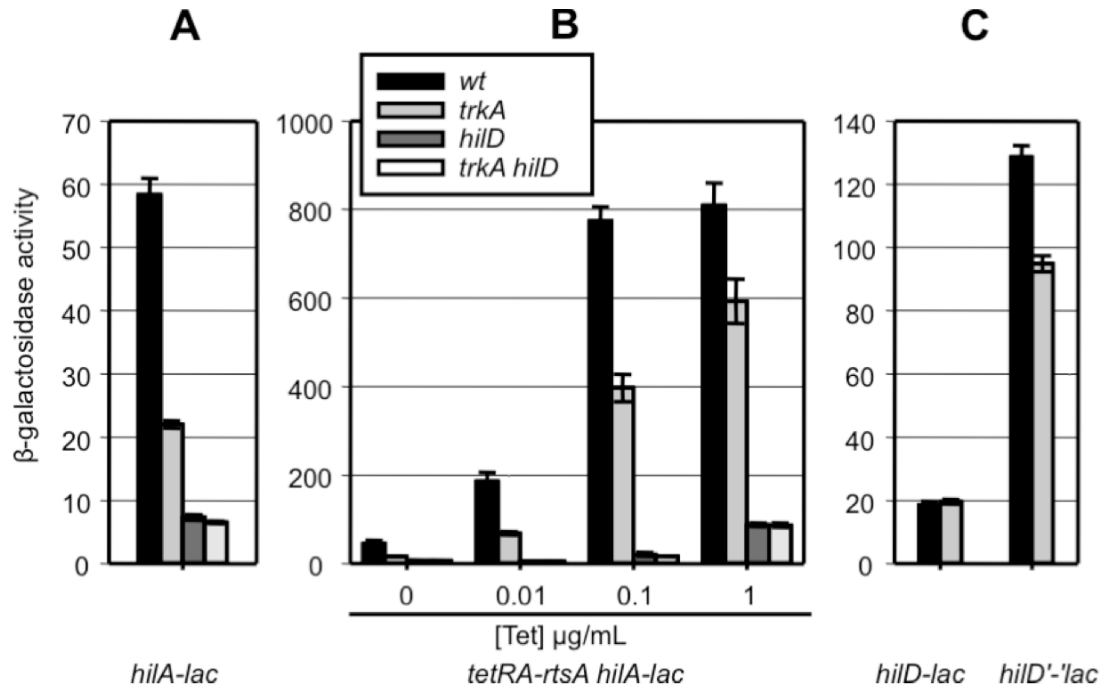 A
B
C
wt
trkA
hilD
trkA hilD
β-galactosidase activity
70
60
50
40
30
20
10
0
1000
800
600
400
200
0
140
120
100
80
60
40
20
0
0 0.01 0.1 1
[Tet] µg/mL
hilA-lac
tetRA-rtsA hilA-lac
hilD-lac
hilD'-'lac